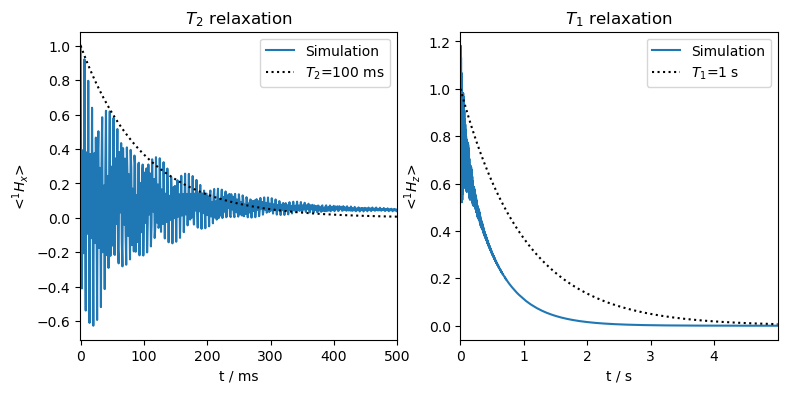 T₂ relaxation
Simulation
T₂=100 ms
<¹Hₓ>
1.0
0.8
0.6
0.4
0.2
0.0
−0.2
−0.4
−0.6
0
100
200
300
400
500
t / ms
T₁ relaxation
Simulation
T₁=1 s
<¹H_z>
1.2
1.0
0.8
0.6
0.4
0.2
0.0
0
1
2
3
4
t / s